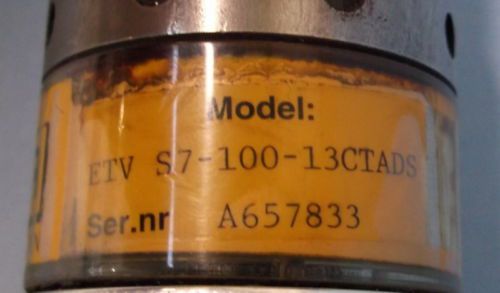 Model:
ETV S7-100-13CTADS
Ser.nr A657833